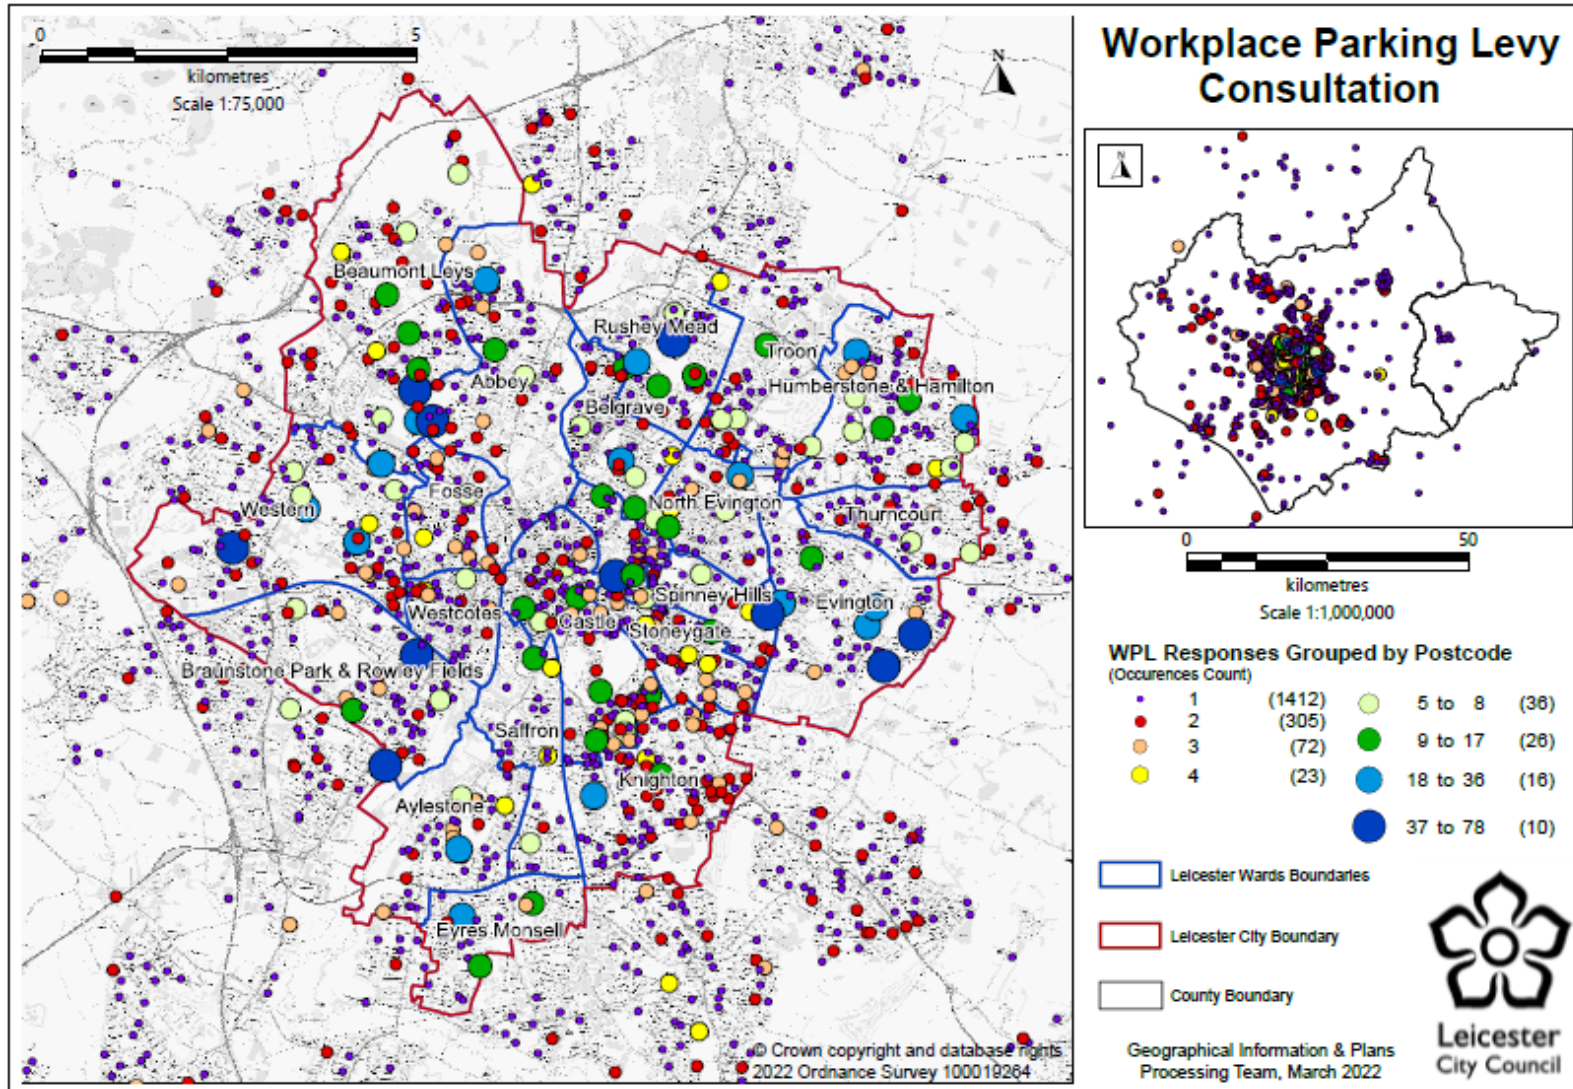 0 5
kilometres
Scale 1:75,000
N
Beaumont Leys
Rushey Mead
Troon
Abbey
Humberstone & Hamilton
Belgrave
Fosse
Western
North Evington
Thurncourt
Spinney Hills
Evington
Westcotes
Castle
Stoneygate
Braunstone Park & Rowley Fields
Saffron
Knighton
Aylestone
Eyres Monsell
© Crown copyright and database rights
2022 Ordnance Survey 100019264
Workplace Parking Levy
Consultation
N
0 50
kilometres
Scale 1:1,000,000
WPL Responses Grouped by Postcode
(Occurences Count)
1 (1412) 5 to 8 (36)
2 (305) 9 to 17 (26)
3 (72) 18 to 36 (16)
4 (23) 37 to 78 (10)
Leicester Wards Boundaries
Leicester City Boundary
County Boundary
Geographical Information & Plans
Processing Team, March 2022
Leicester
City Council